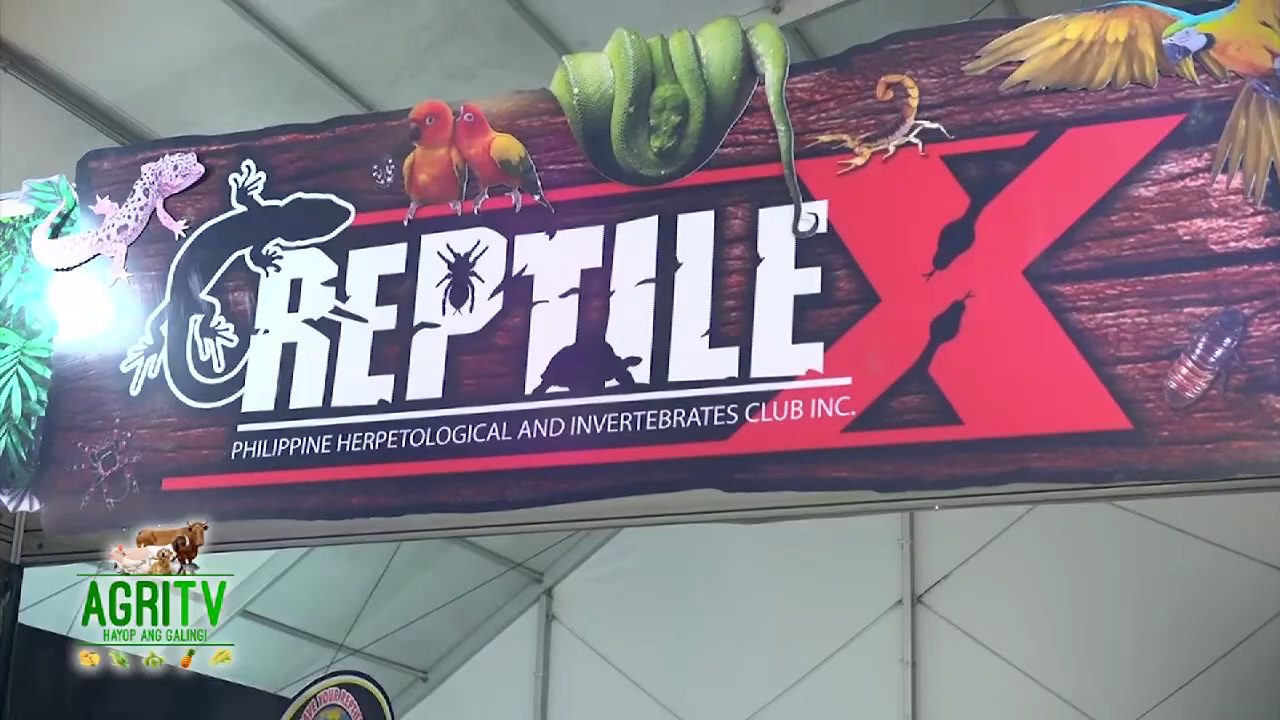 REPTILE X
PHILIPPINE HERPETOLOGICAL AND INVERTEBRATES CLUB INC.
AGRITV
HAYOP ANG GALING!